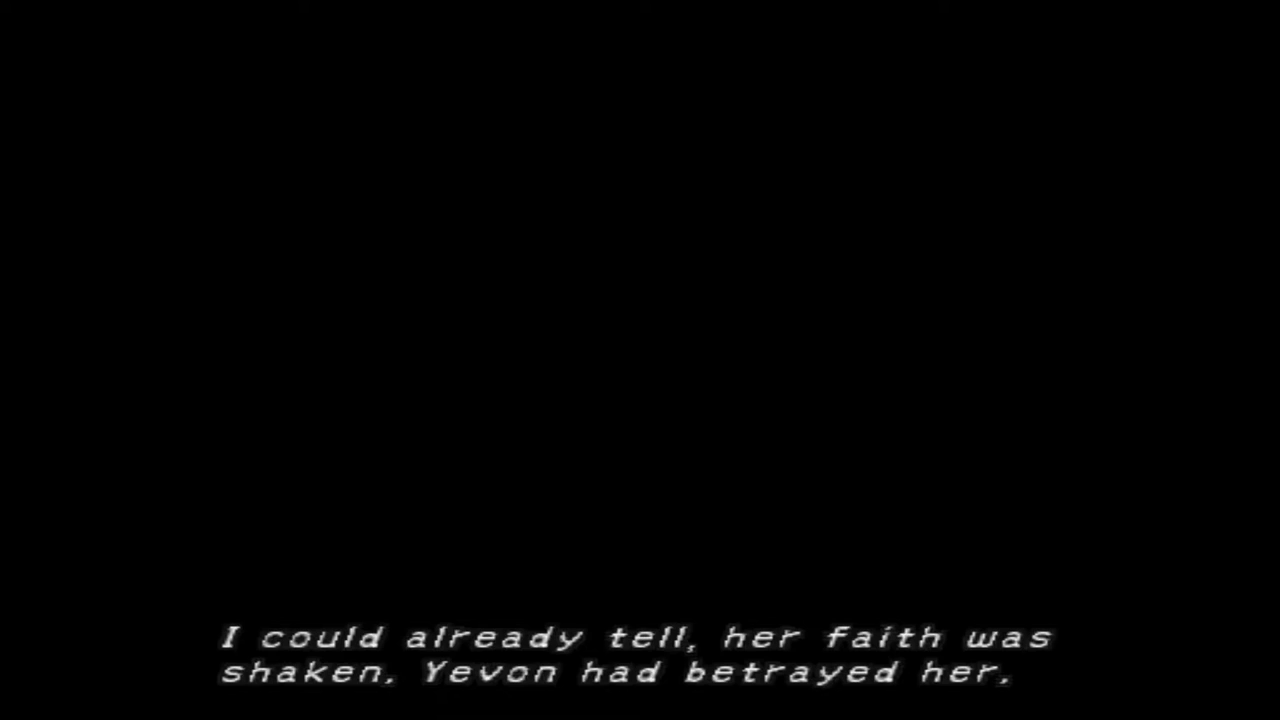 I could already tell, her faith was
shaken. Yevon had betrayed her.